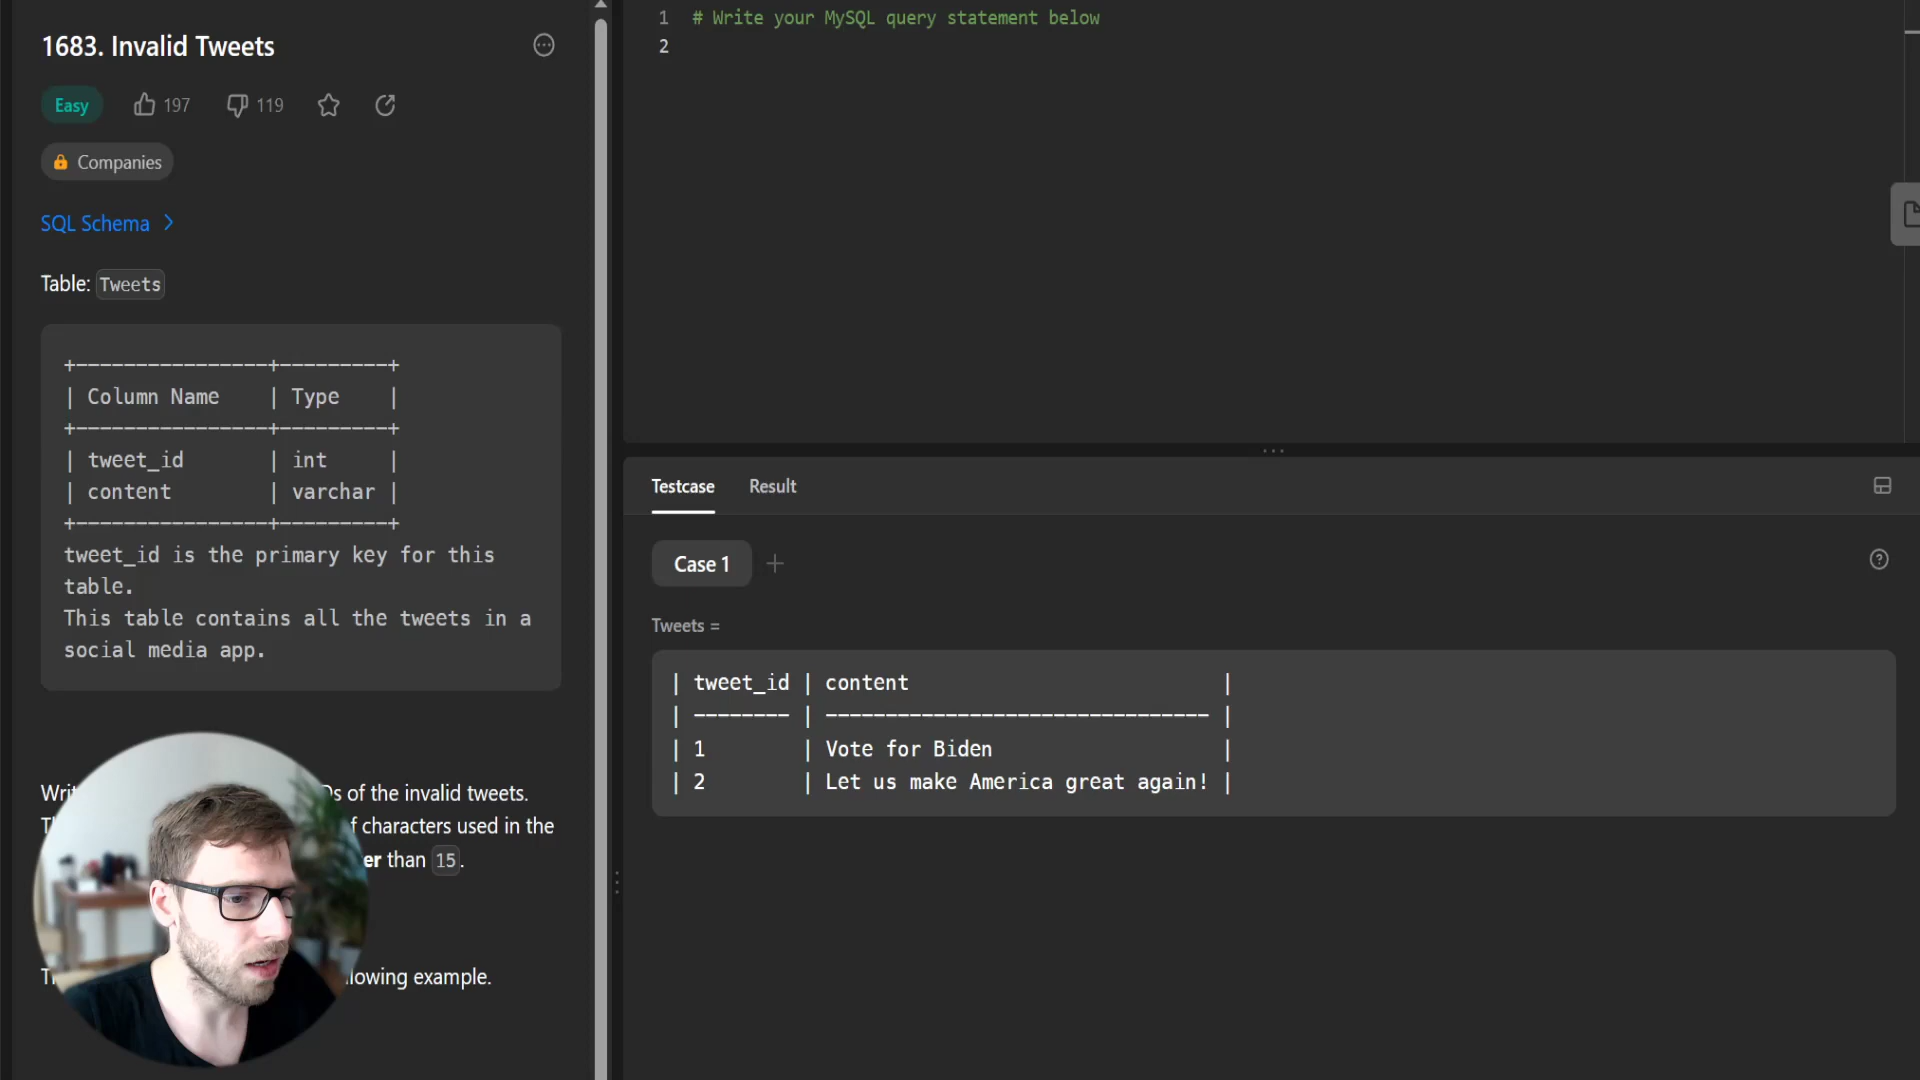 1683. Invalid Tweets
Easy
197
119
Companies
SQL Schema
Table: Tweets
+----------------+---------+
| Column Name    | Type    |
+----------------+---------+
| tweet_id       | int     |
| content        | varchar |
+----------------+---------+
tweet_id is the primary key for this
table.
This table contains all the tweets in a
social media app.
of the invalid tweets.
characters used in the
than 15.
example.
1 # Write your MySQL query statement below
2
Testcase
Result
Case 1 +
Tweets =
| tweet_id | content                          |
| -------- | -------------------------------- |
| 1        | Vote for Biden                   |
| 2        | Let us make America great again! |